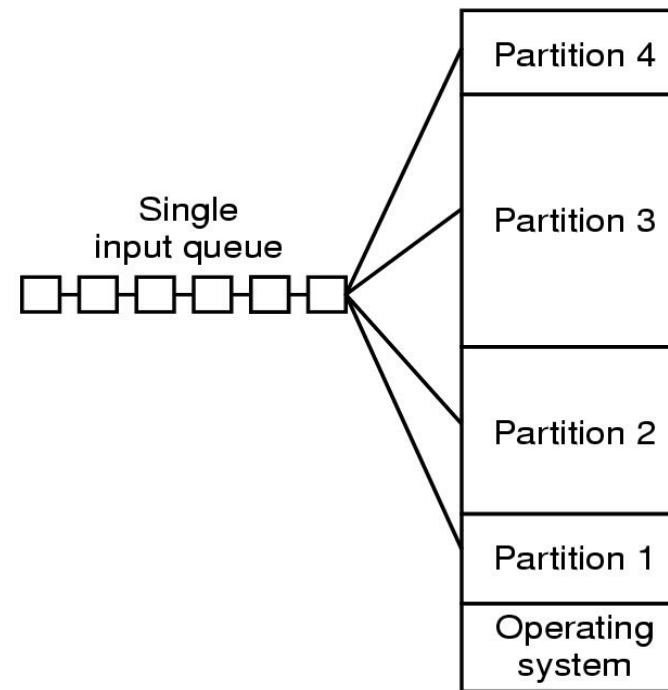 Partition 4
Single
input queue
Partition 3
Partition 2
Partition 1
Operating
system